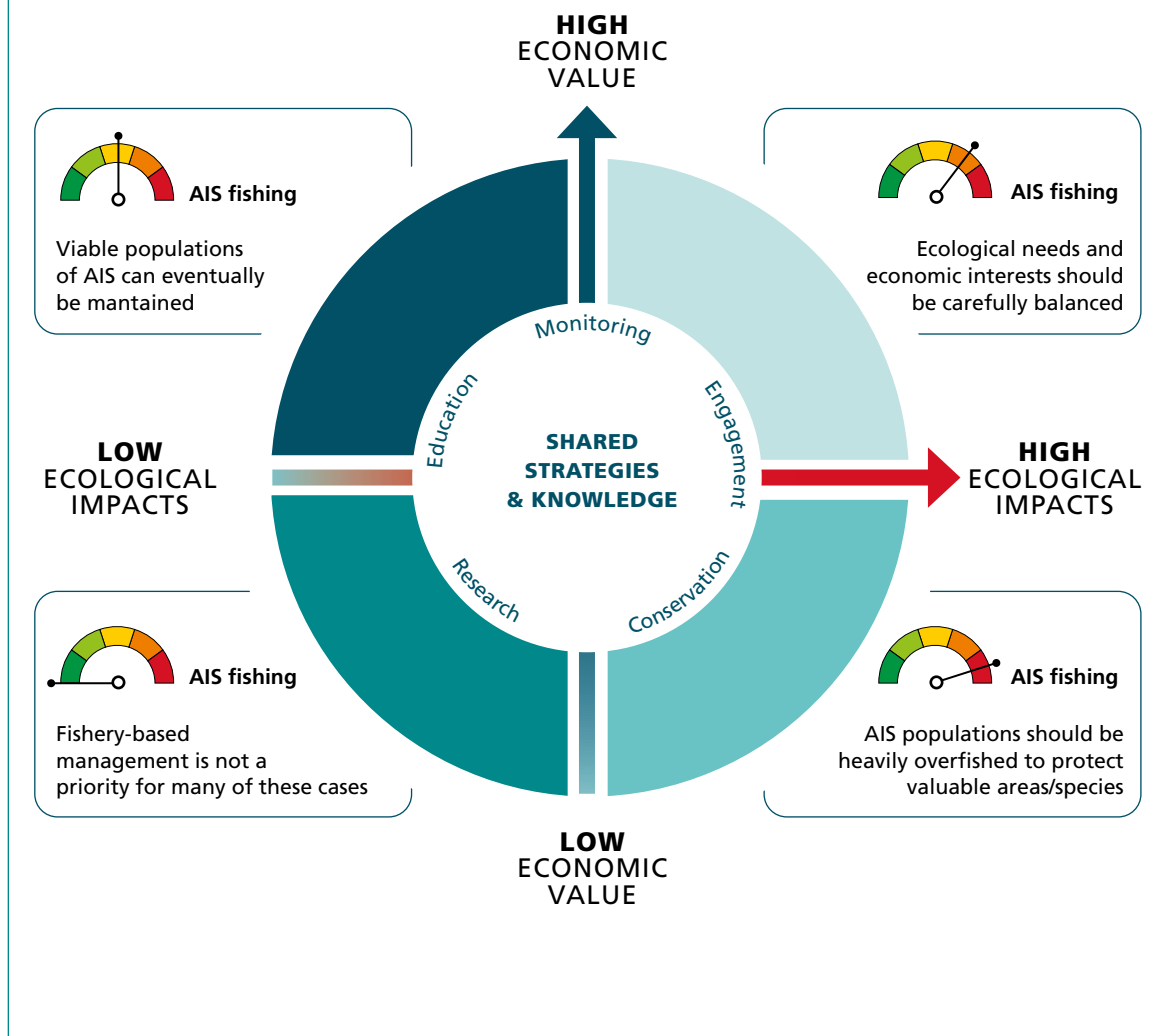 HIGH
ECONOMIC
VALUE
AIS fishing
Viable populations
of AIS can eventually
be mantained
AIS fishing
Ecological needs and
economic interests should
be carefully balanced
Monitoring
Education
Engagement
SHARED
STRATEGIES
& KNOWLEDGE
LOW
ECOLOGICAL
IMPACTS
HIGH
ECOLOGICAL
IMPACTS
Research
Conservation
AIS fishing
Fishery-based
management is not a
priority for many of these cases
AIS fishing
AIS populations should be
heavily overfished to protect
valuable areas/species
LOW
ECONOMIC
VALUE